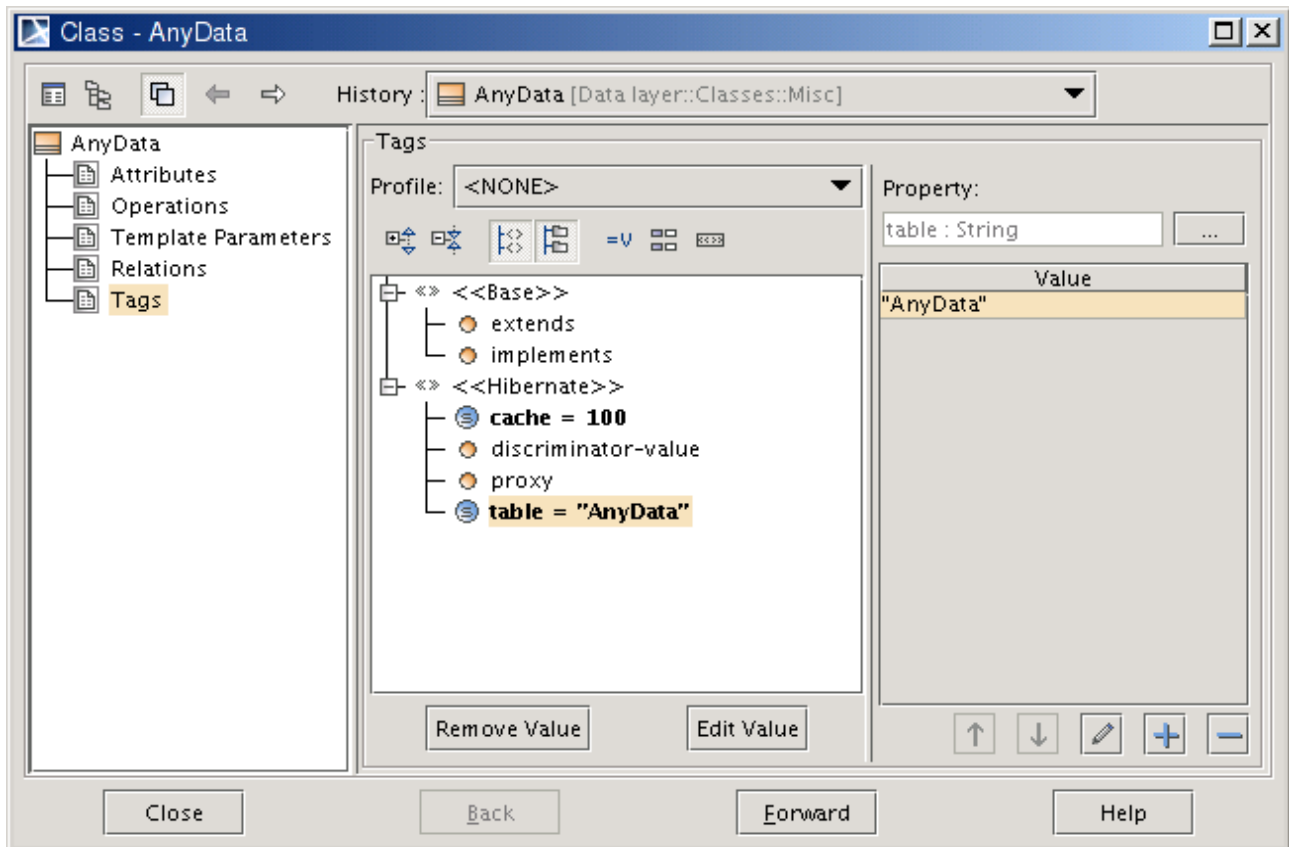 Class - AnyData
History : AnyData [Data layer::Classes::Misc]
AnyData
Attributes
Operations
Template Parameters
Relations
Tags
Tags
Profile: <NONE>
=V
«» <<Base>>
extends
implements
«» <<Hibernate>>
cache = 100
discriminator-value
proxy
table = "AnyData"
Remove Value
Edit Value
Property:
table : String
...
Value
"AnyData"
Close
Back
Forward
Help